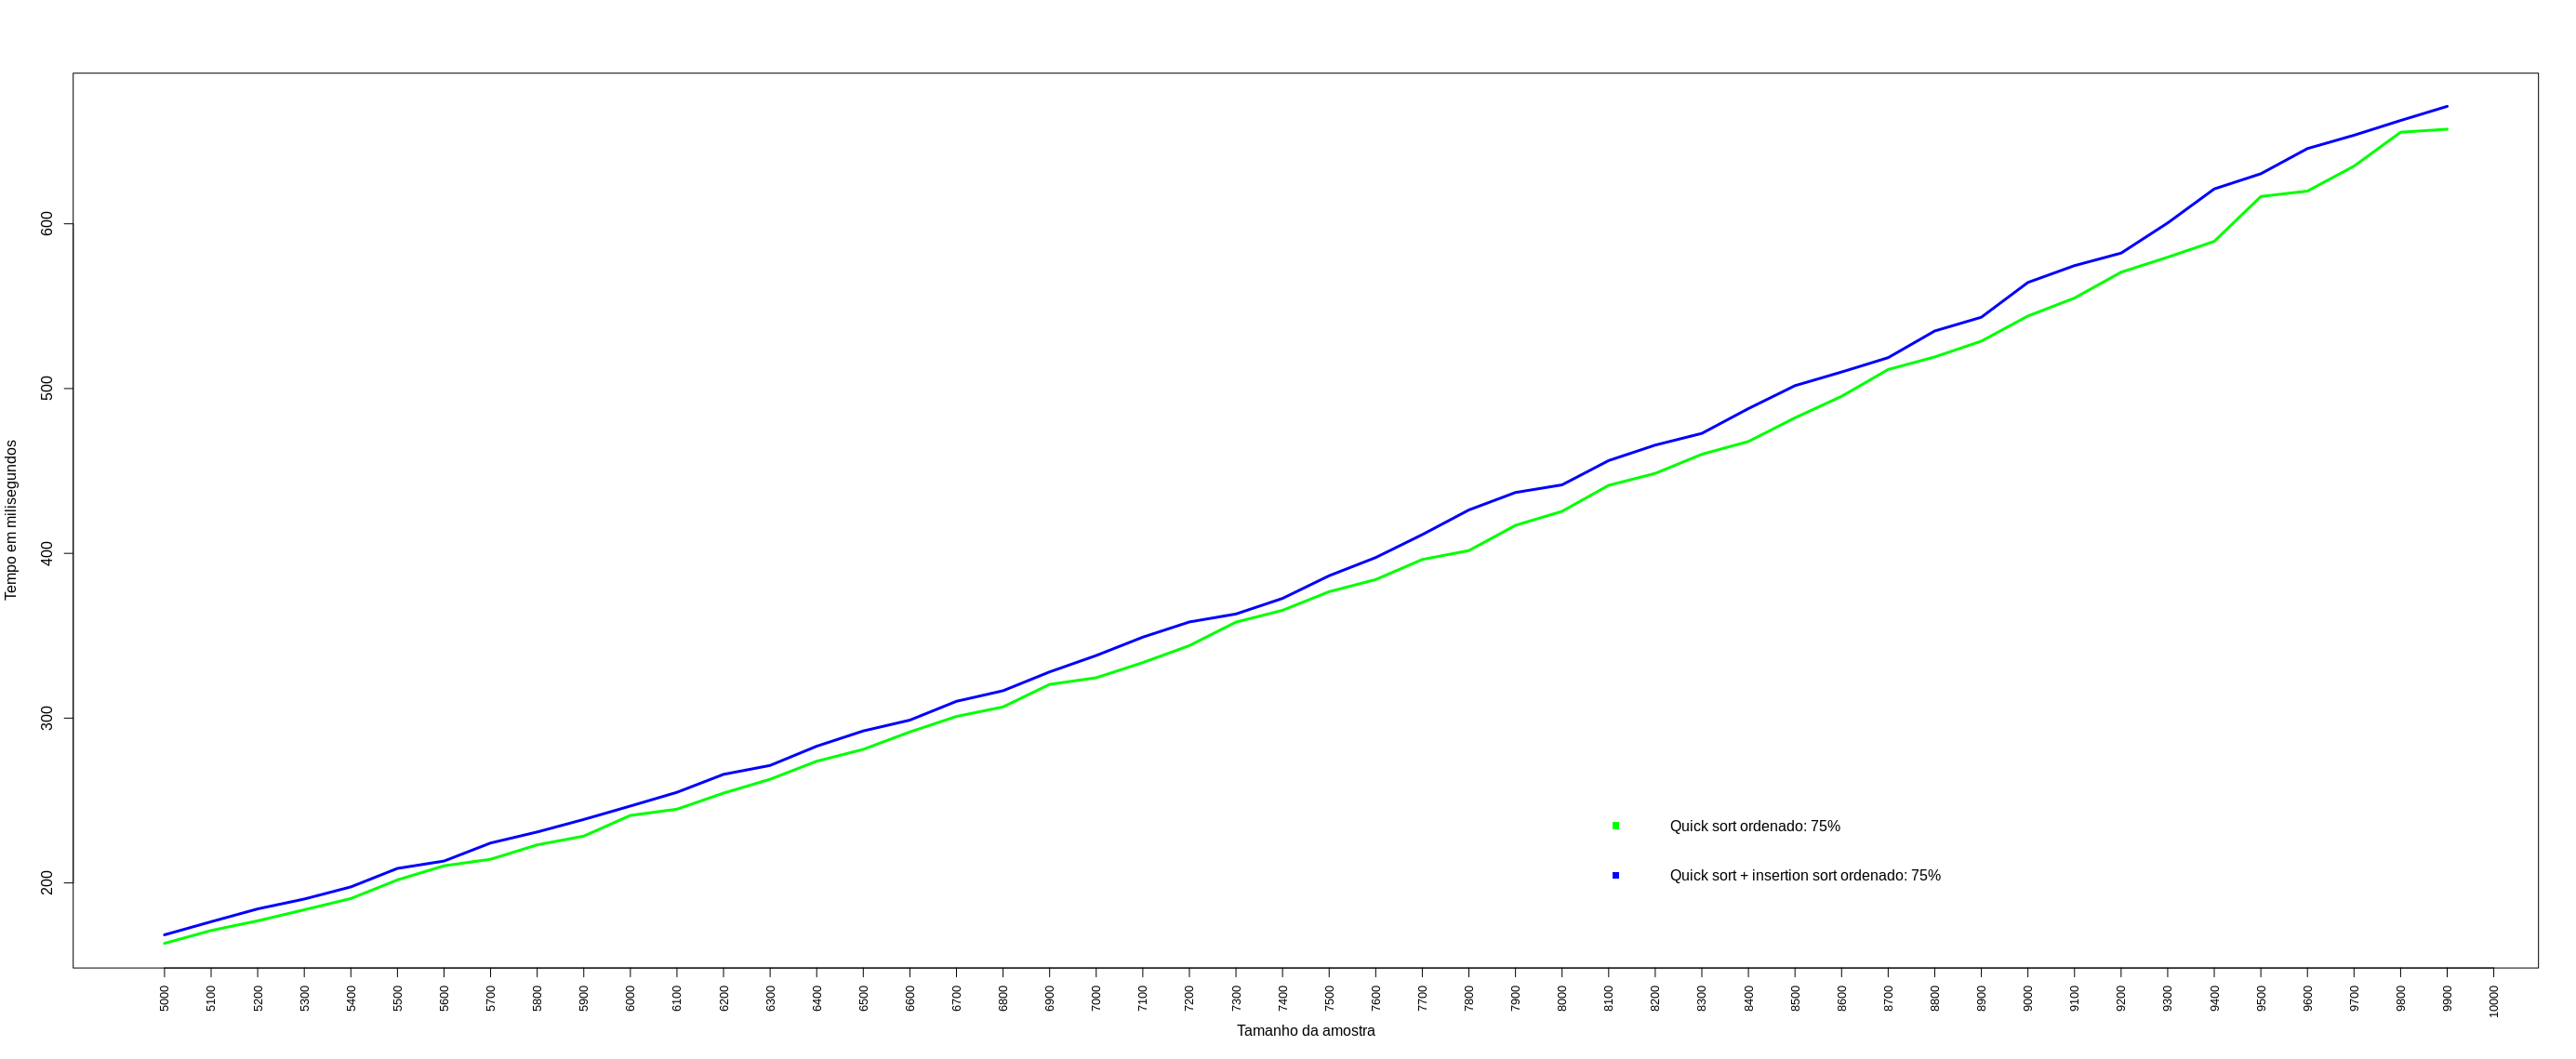 Tempo em milisegundos
600
500
400
300
200
Quick sort ordenado: 75%
Quick sort + insertion sort ordenado: 75%
5000 5100 5200 5300 5400 5500 5600 5700 5800 5900 6000 6100 6200 6300 6400 6500 6600 6700 6800 6900 7000 7100 7200 7300 7400 7500 7600 7700 7800 7900 8000 8100 8200 8300 8400 8500 8600 8700 8800 8900 9000 9100 9200 9300 9400 9500 9600 9700 9800 9900 10000
Tamanho da amostra